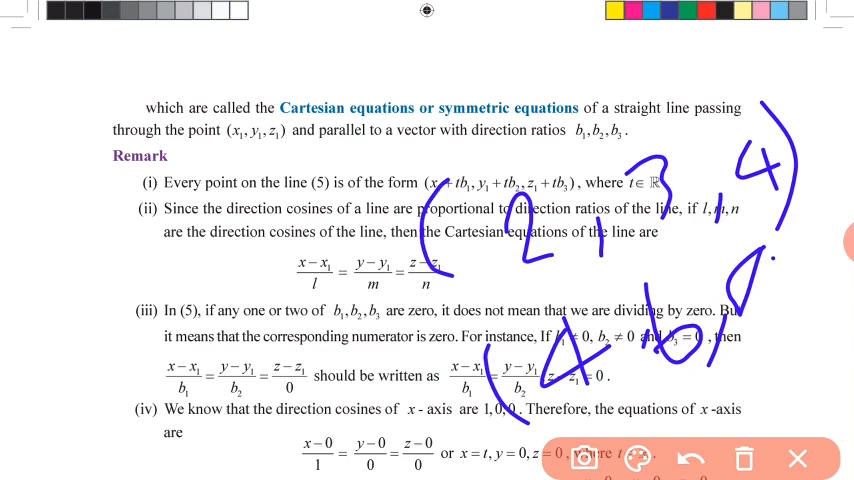 which are called the Cartesian equations or symmetric equations of a straight line passing
through the point (x₁, y₁, z₁) and parallel to a vector with direction ratios b₁, b₂, b₃.
Remark
(i) Every point on the line (5) is of the form (x₁ + tb₁, y₁ + tb₂, z₁ + tb₃), where t ∈ ℝ
(ii) Since the direction cosines of a line are proportional to direction ratios of the line, if l, m, n
are the direction cosines of the line, then the Cartesian equations of the line are
(x − x₁)/l = (y − y₁)/m = (z − z₁)/n
(iii) In (5), if any one or two of b₁, b₂, b₃ are zero, it does not mean that we are dividing by zero. But
it means that the corresponding numerator is zero. For instance, If b₁ ≠ 0, b₂ ≠ 0 and b₃ = 0, then
(x − x₁)/b₁ = (y − y₁)/b₂ = (z − z₁)/0 should be written as (x − x₁)/b₁ = (y − y₁)/b₂, z − z₁ = 0.
(iv) We know that the direction cosines of x - axis are 1, 0, 0. Therefore, the equations of x - axis
are
(x − 0)/1 = (y − 0)/0 = (z − 0)/0 or x = t, y = 0, z = 0, where
(2, 3, 4)
(4, 6,